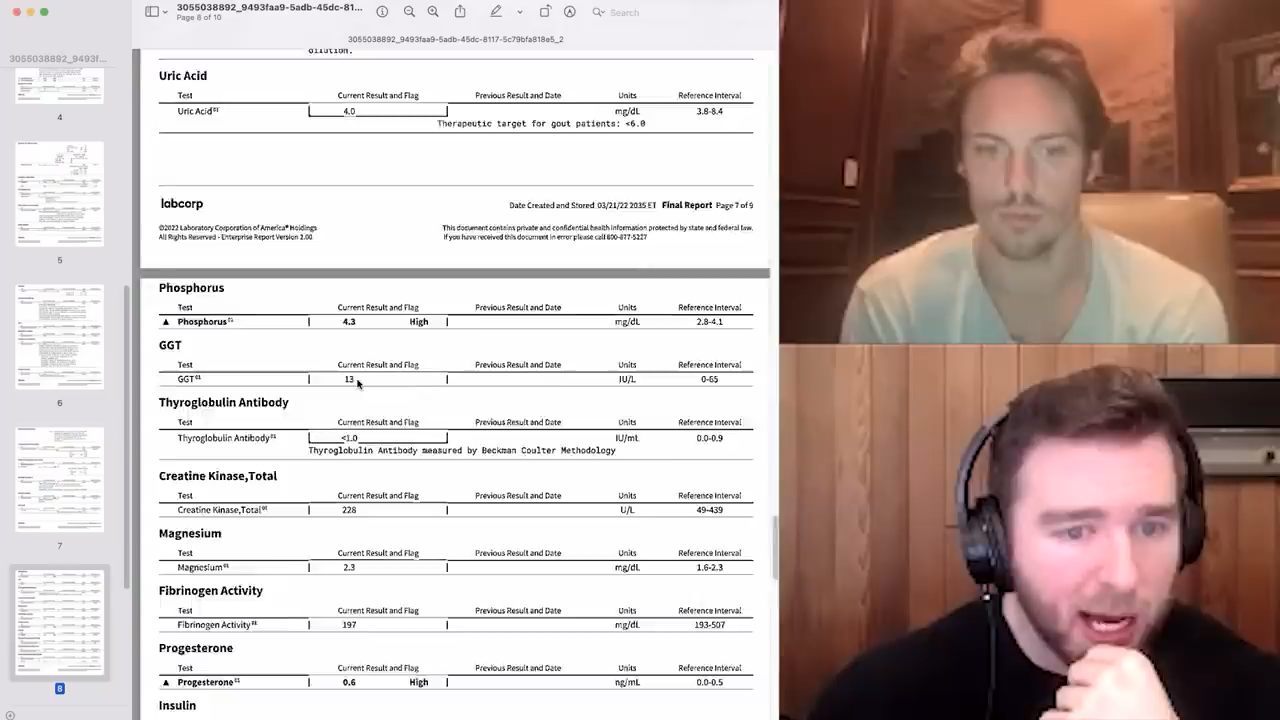 3055038892_9493faa9-5adb-45dc-81...
Page 8 of 10
Search
3055038892_9493faa9-5adb-45dc-8117-5c79bfa818e5_2
3055038892_9493f...
4
5
6
7
8
dilution.
Uric Acid
Test Current Result and Flag Previous Result and Date Units Reference Interval
Uric Acid 01 4.0 mg/dL 3.8-8.4
Therapeutic target for gout patients: <6.0
labcorp
Date Created and Stored 03/21/22 2035 ET Final Report Page 7 of 9
©2022 Laboratory Corporation of America® Holdings
All Rights Reserved - Enterprise Report Version 2.00
This document contains private and confidential health information protected by state and federal law.
If you have received this document in error please call 800-877-5227
Phosphorus
Test Current Result and Flag Previous Result and Date Units Reference Interval
▲ Phosphorus 01 4.3 High mg/dL 2.8-4.1
GGT
Test Current Result and Flag Previous Result and Date Units Reference Interval
GGT 01 13 IU/L 0-65
Thyroglobulin Antibody
Test Current Result and Flag Previous Result and Date Units Reference Interval
Thyroglobulin Antibody 01 <1.0 IU/mL 0.0-0.9
Thyroglobulin Antibody measured by Beckman Coulter Methodology
Creatine Kinase,Total
Test Current Result and Flag Previous Result and Date Units Reference Interval
Creatine Kinase,Total 01 228 U/L 49-439
Magnesium
Test Current Result and Flag Previous Result and Date Units Reference Interval
Magnesium 01 2.3 mg/dL 1.6-2.3
Fibrinogen Activity
Test Current Result and Flag Previous Result and Date Units Reference Interval
Fibrinogen Activity 01 197 mg/dL 193-507
Progesterone
Test Current Result and Flag Previous Result and Date Units Reference Interval
▲ Progesterone 01 0.6 High ng/mL 0.0-0.5
Insulin